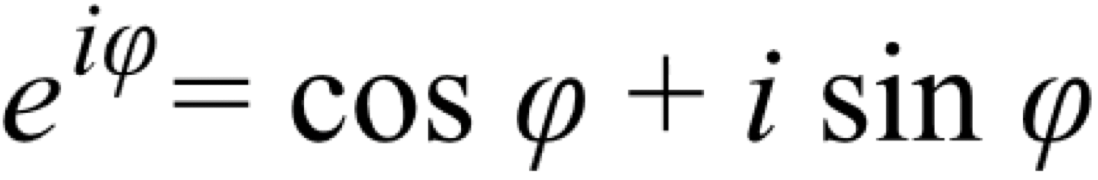 e^{iφ} = cos φ + i sin φ